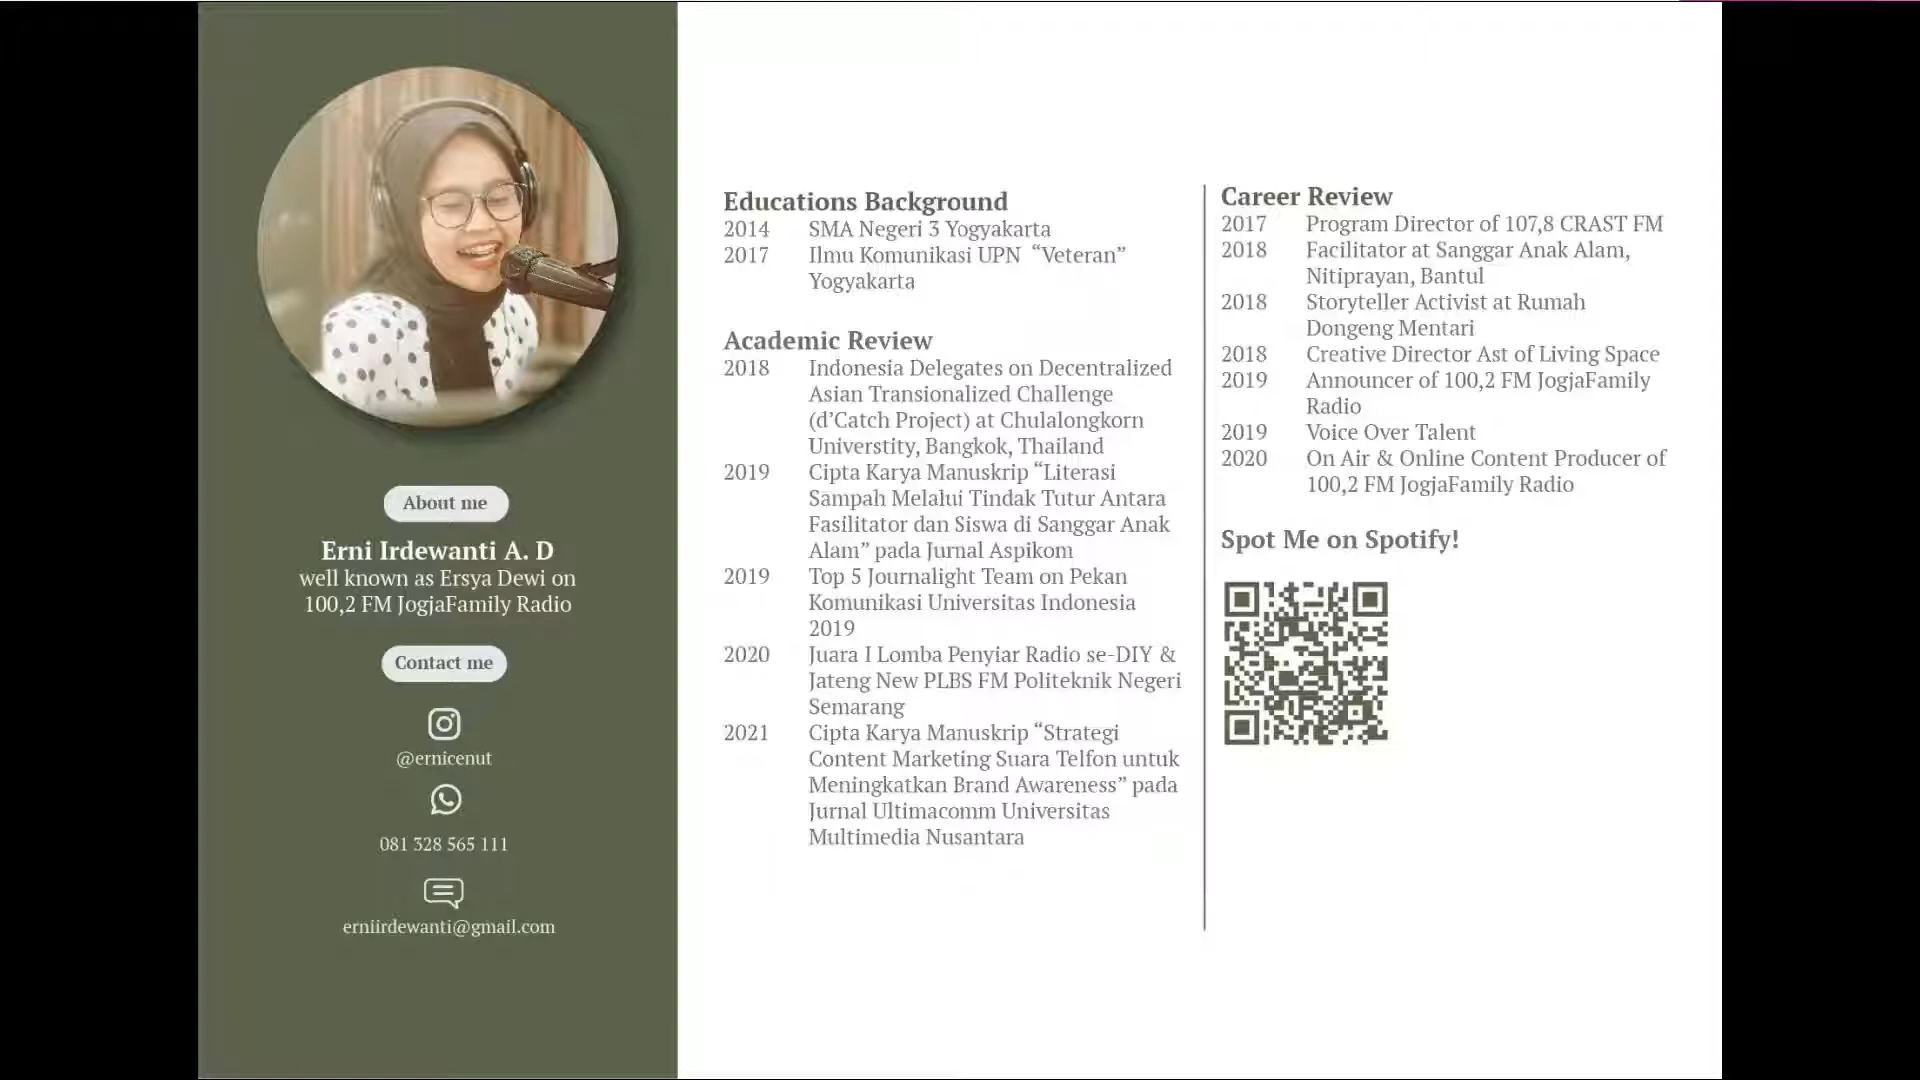 About me
Erni Irdewanti A. D
well known as Ersya Dewi on
100,2 FM JogjaFamily Radio
Contact me
@ernicenut
081 328 565 111
erniirdewanti@gmail.com
Educations Background
2014 SMA Negeri 3 Yogyakarta
2017 Ilmu Komunikasi UPN “Veteran”
Yogyakarta
Academic Review
2018 Indonesia Delegates on Decentralized
Asian Transionalized Challenge
(d’Catch Project) at Chulalongkorn
Universtity, Bangkok, Thailand
2019 Cipta Karya Manuskrip “Literasi
Sampah Melalui Tindak Tutur Antara
Fasilitator dan Siswa di Sanggar Anak
Alam” pada Jurnal Aspikom
2019 Top 5 Journalight Team on Pekan
Komunikasi Universitas Indonesia
2019
2020 Juara I Lomba Penyiar Radio se-DIY &
Jateng New PLBS FM Politeknik Negeri
Semarang
2021 Cipta Karya Manuskrip “Strategi
Content Marketing Suara Telfon untuk
Meningkatkan Brand Awareness” pada
Jurnal Ultimacomm Universitas
Multimedia Nusantara
Career Review
2017 Program Director of 107,8 CRAST FM
2018 Facilitator at Sanggar Anak Alam,
Nitiprayan, Bantul
2018 Storyteller Activist at Rumah
Dongeng Mentari
2018 Creative Director Ast of Living Space
2019 Announcer of 100,2 FM JogjaFamily
Radio
2019 Voice Over Talent
2020 On Air & Online Content Producer of
100,2 FM JogjaFamily Radio
Spot Me on Spotify!